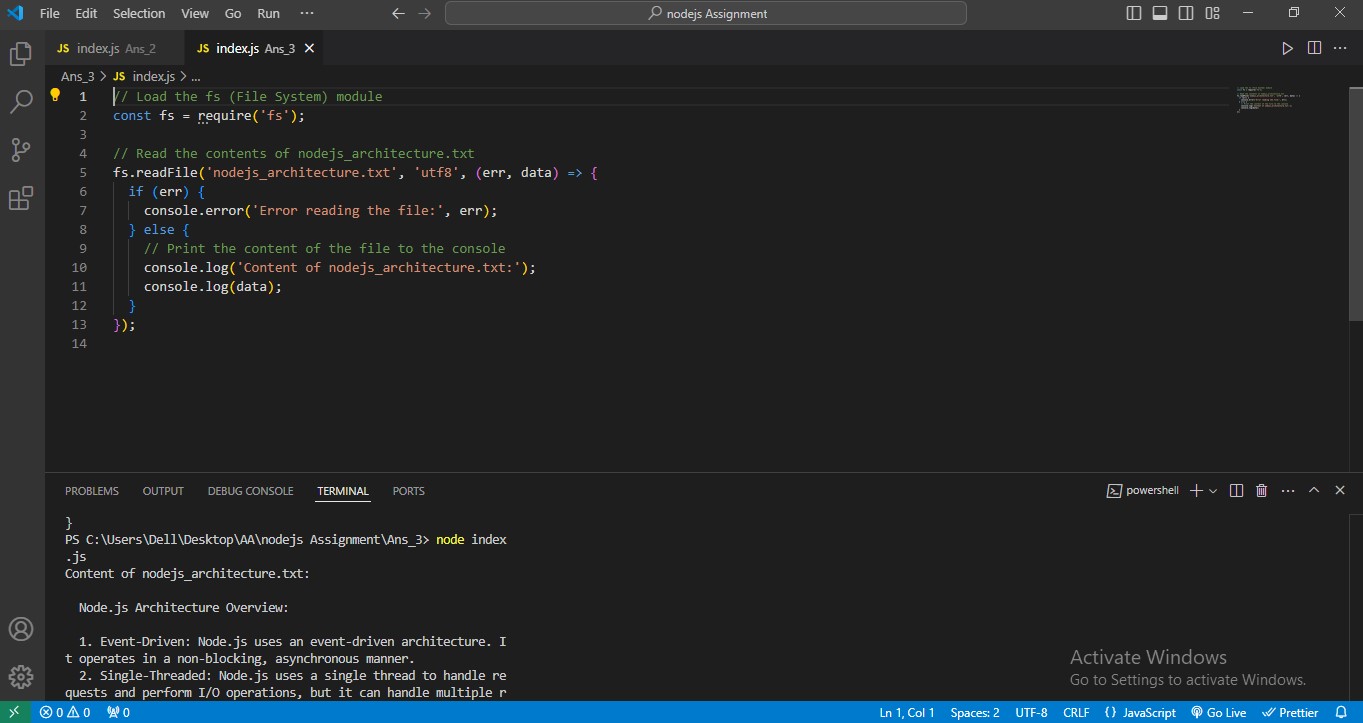 File Edit Selection View Go Run ··· nodejs Assignment
JS index.js Ans_2 JS index.js Ans_3
Ans_3 > JS index.js > ...
1 // Load the fs (File System) module
2 const fs = require('fs');
3
4 // Read the contents of nodejs_architecture.txt
5 fs.readFile('nodejs_architecture.txt', 'utf8', (err, data) => {
6 if (err) {
7 console.error('Error reading the file:', err);
8 } else {
9 // Print the content of the file to the console
10 console.log('Content of nodejs_architecture.txt:');
11 console.log(data);
12 }
13 });
14
PROBLEMS OUTPUT DEBUG CONSOLE TERMINAL PORTS powershell
}
PS C:\Users\Dell\Desktop\AA\nodejs Assignment\Ans_3> node index
.js
Content of nodejs_architecture.txt:
Node.js Architecture Overview:
1. Event-Driven: Node.js uses an event-driven architecture. I
t operates in a non-blocking, asynchronous manner.
2. Single-Threaded: Node.js uses a single thread to handle re
quests and perform I/O operations, but it can handle multiple r
Activate Windows
Go to Settings to activate Windows.
0 0 0 Ln 1, Col 1 Spaces: 2 UTF-8 CRLF {} JavaScript Go Live Prettier